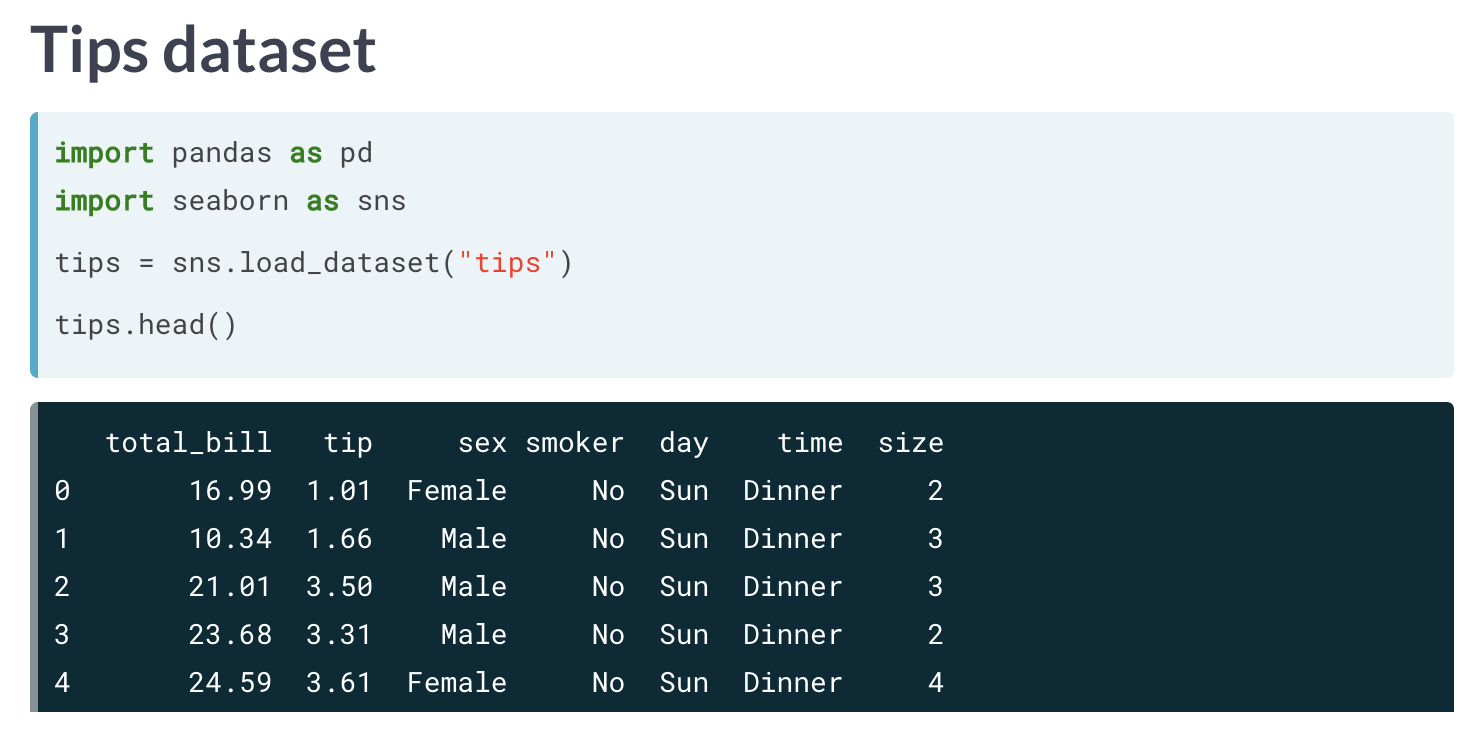 Tips dataset
import pandas as pd
import seaborn as sns
tips = sns.load_dataset("tips")
tips.head()
   total_bill   tip     sex smoker  day    time  size
0       16.99  1.01  Female     No  Sun  Dinner     2
1       10.34  1.66    Male     No  Sun  Dinner     3
2       21.01  3.50    Male     No  Sun  Dinner     3
3       23.68  3.31    Male     No  Sun  Dinner     2
4       24.59  3.61  Female     No  Sun  Dinner     4